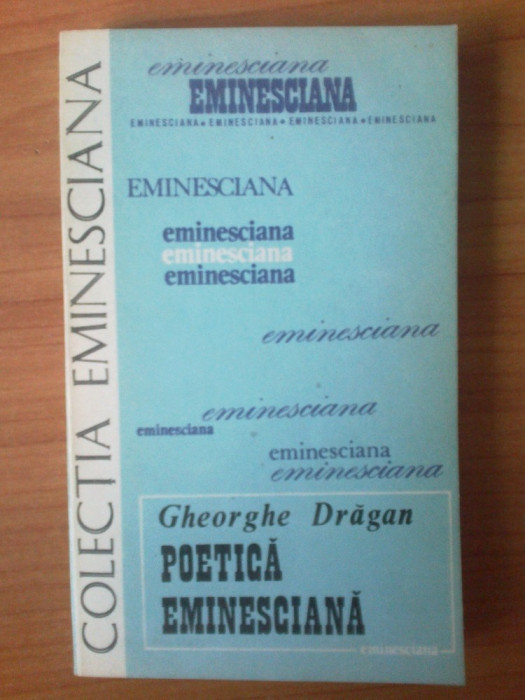 COLECȚIA EMINESCIANA
eminesciana
EMINESCIANA
EMINESCIANA • EMINESCIANA • EMINESCIANA • EMINESCIANA
EMINESCIANA
eminesciana
eminesciana
eminesciana
eminesciana
eminesciana
eminesciana
eminesciana
eminesciana
Gheorghe Drăgan
POETICĂ
EMINESCIANĂ
eminesciana